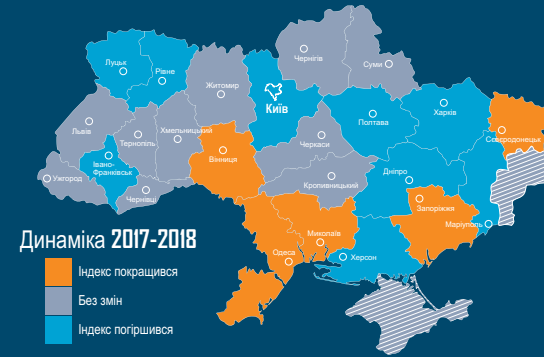 Чернігів
Суми
Луцьк
Рівне
Житомир
Київ
Харків
Полтава
Сєвєродонецьк
Львів
Тернопіль
Хмельницький
Вінниця
Черкаси
Івано-
Франківськ
Ужгород
Чернівці
Кропивницький
Дніпро
Запоріжжя
Маріуполь
Миколаїв
Одеса
Херсон
Динаміка 2017-2018
Індекс покращився
Без змін
Індекс погіршився